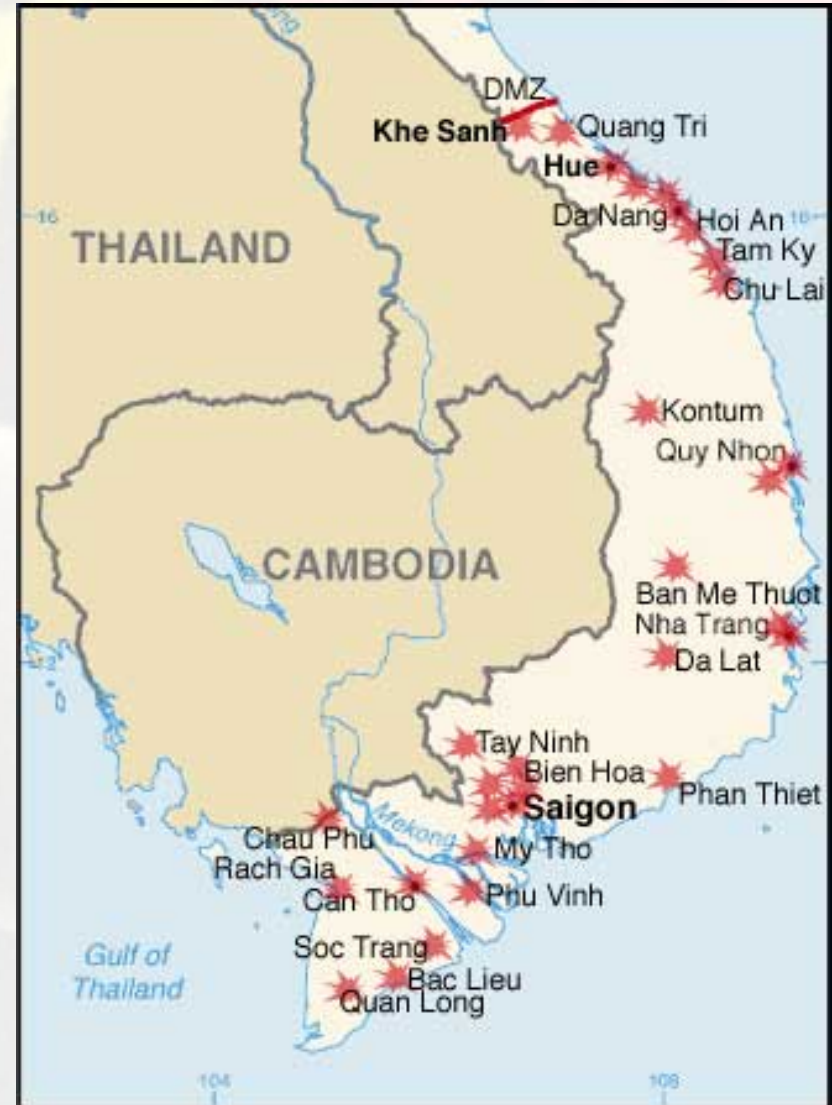 DMZ
Khe Sanh
Quang Tri
Hue
16
Da Nang
Hoi An
16
THAILAND
Tam Ky
Chu Lai
Kontum
Quy Nhon
CAMBODIA
Ban Me Thuot
Nha Trang
12
Da Lat
Tay Ninh
Bien Hoa
Phan Thiet
Saigon
Mekong
Chau Phu
My Tho
Rach Gia
Can Tho
Phu Vinh
Soc Trang
Gulf of
Thailand
Bac Lieu
Quan Long
104
108